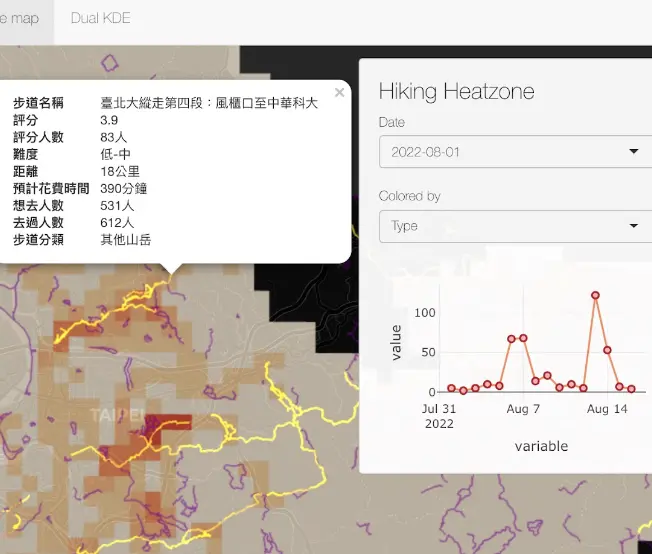 e map
Dual KDE
×
步道名稱 臺北大縱走第四段：風櫃口至中華科大
評分 3.9
評分人數 83人
難度 低-中
距離 18公里
預計花費時間 390分鐘
想去人數 531人
去過人數 612人
步道分類 其他山岳
TAIPEI
Hiking Heatzone
Date
2022-08-01
Colored by
Type
100
50
0
value
Jul 31 Aug 7 Aug 14
2022
variable